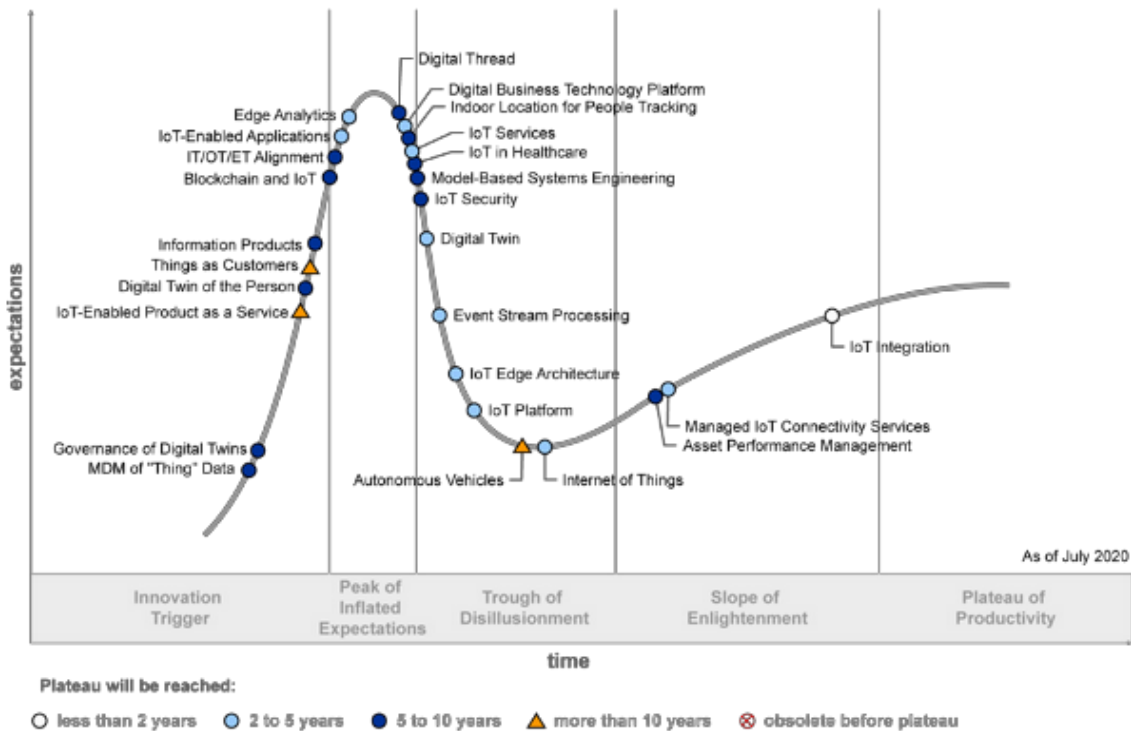 Digital Thread
Digital Business Technology Platform
Indoor Location for People Tracking
Edge Analytics
IoT-Enabled Applications
IoT Services
IT/OT/ET Alignment
IoT in Healthcare
Blockchain and IoT
Model-Based Systems Engineering
IoT Security
Digital Twin
Information Products
Things as Customers
Digital Twin of the Person
IoT-Enabled Product as a Service
Event Stream Processing
IoT Integration
expectations
IoT Edge Architecture
IoT Platform
Managed IoT Connectivity Services
Asset Performance Management
Governance of Digital Twins
MDM of "Thing" Data
Autonomous Vehicles
Internet of Things
As of July 2020
Innovation
Trigger
Peak of
Inflated
Expectations
Trough of
Disillusionment
Slope of
Enlightenment
Plateau of
Productivity
time
Plateau will be reached:
less than 2 years 2 to 5 years 5 to 10 years more than 10 years obsolete before plateau